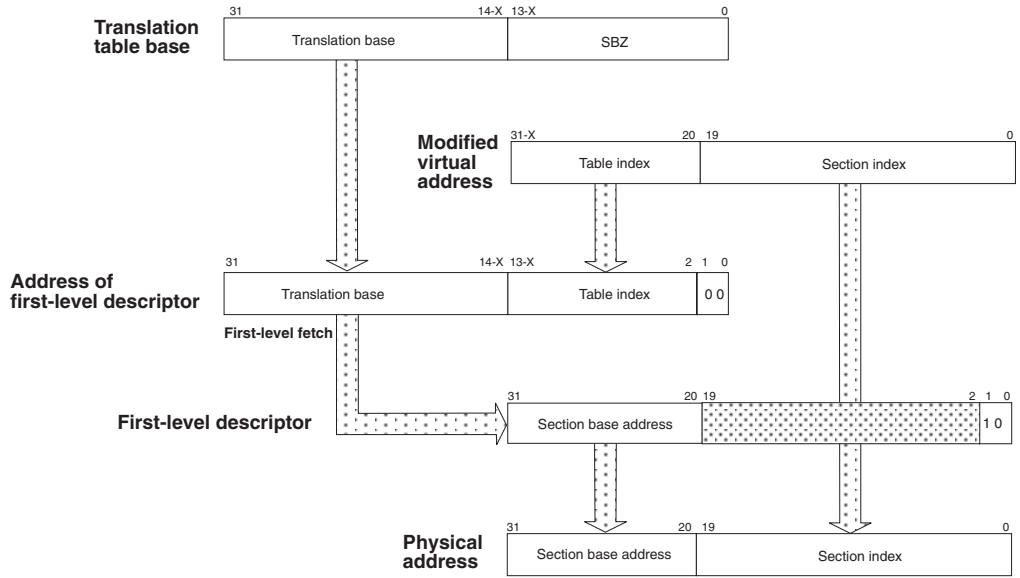 31 14-X 13-X 0
Translation
table base
Translation base SBZ
31-X 20 19 0
Modified
virtual
address
Table index Section index
31 14-X 13-X 2 1 0
Address of
first-level descriptor
Translation base Table index 0 0
First-level fetch
31 20 19 2 1 0
First-level descriptor
Section base address 1 0
31 20 19 0
Physical
address
Section base address Section index